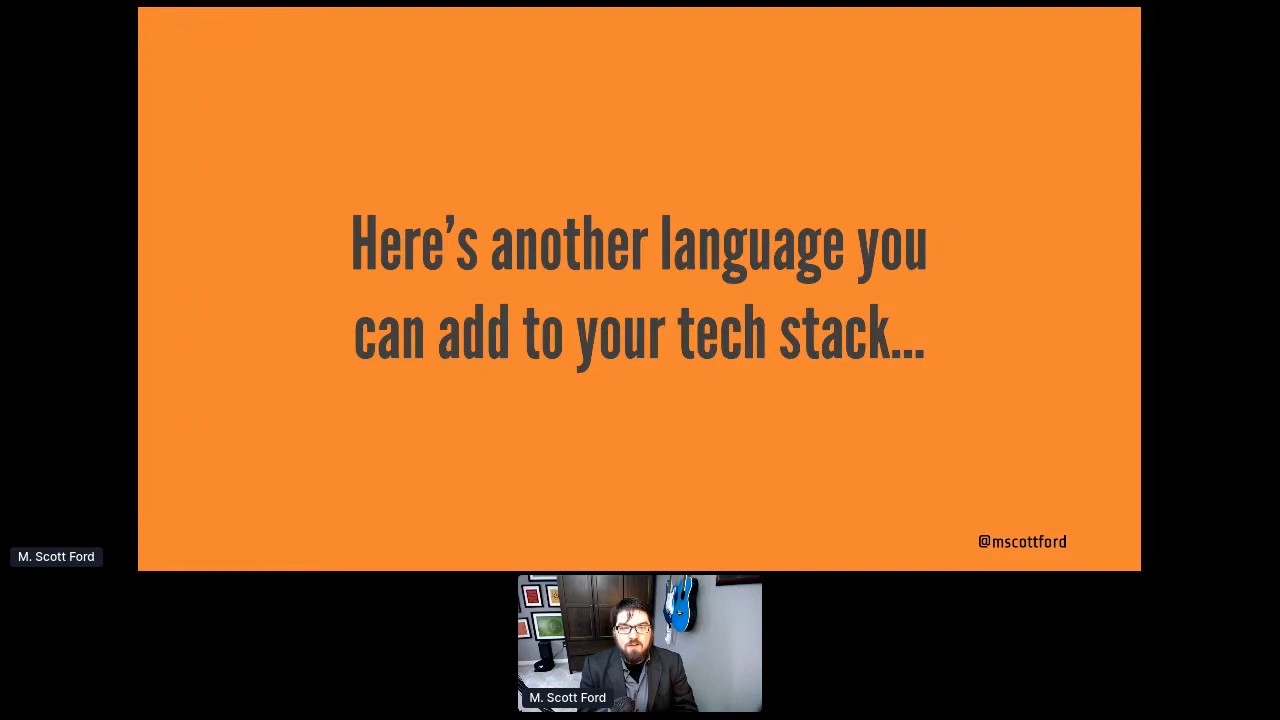 Here’s another language you
can add to your tech stack...
@mscottford
M. Scott Ford
M. Scott Ford